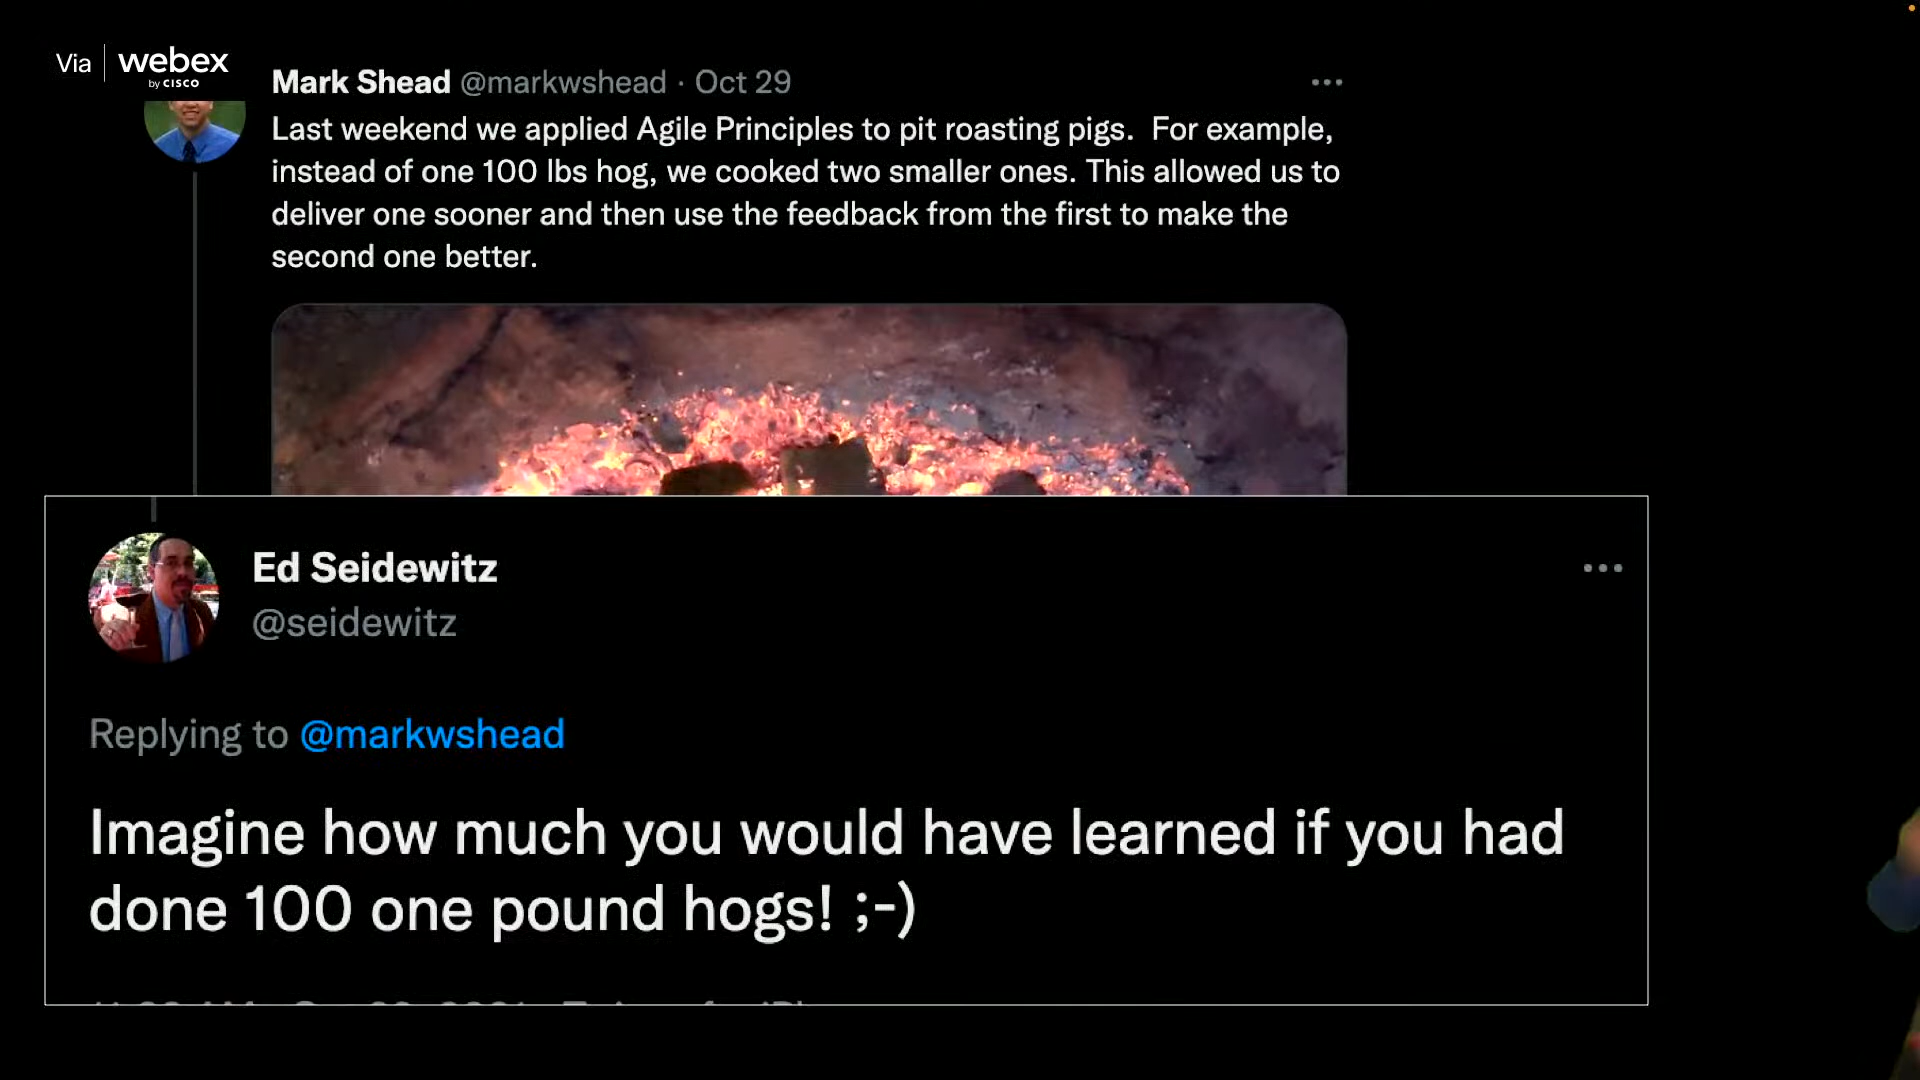 Via webex
by CISCO
Mark Shead @markwshead · Oct 29
Last weekend we applied Agile Principles to pit roasting pigs. For example,
instead of one 100 lbs hog, we cooked two smaller ones. This allowed us to
deliver one sooner and then use the feedback from the first to make the
second one better.
Ed Seidewitz
@seidewitz
Replying to @markwshead
Imagine how much you would have learned if you had
done 100 one pound hogs! ;-)